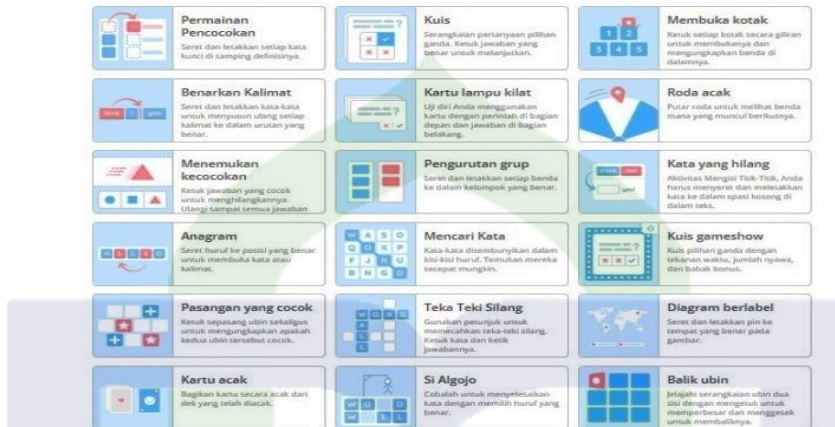 Permainan
Pencocokan
Seret dan letakkan setiap kata
kunci di samping definisinya.
Kuis
Serangkaian pertanyaan pilihan
ganda. Ketuk jawaban yang
benar untuk melanjutkan.
Membuka kotak
Ketuk setiap kotak secara giliran
untuk membukanya dan
mengungkapkan benda di
dalamnya.
1 2
3 4 5
Benarkan Kalimat
Seret dan letakkan kata-kata
untuk menyusun ulang setiap
kalimat ke dalam urutan yang
benar.
love I you
Kartu lampu kilat
Uji diri Anda menggunakan
kartu dengan perintah di bagian
depan dan jawaban di Bagian
belakang.
Roda acak
Putar roda untuk melihat benda
mana yang muncul berikutnya.
Menemukan
kecocokan
Ketuk jawaban yang cocok
untuk menghilangkannya.
Ulangi sampai semua jawaban
Pengurutan grup
Seret dan letakkan setiap benda
ke dalam kelompok yang benar.
Kata yang hilang
Aktivitas Mengisi Titik-Titik, Anda
harus menyeret dan meletakkan
kata ke dalam spasi kosong di
dalam teks.
you!
Anagram
Seret huruf ke posisi yang benar
untuk membuka kata atau
kalimat.
Mencari Kata
Kata-kata disembunyikan dalam
kisi-kisi huruf. Temukan mereka
secepat mungkin.
W A S O
Q O X P
F J R U
B N G D
Kuis gameshow
Kuis pilihan ganda dengan
tekanan waktu, jumlah nyawa,
dan babak bonus.
Pasangan yang cocok
Ketuk sepasang ubin sekaligus
untuk mengungkapkan apakah
kedua ubin tersebut cocok.
Teka Teki Silang
Gunakan petunjuk untuk
memecahkan teka-teki silang.
Ketuk kata dan ketik
jawabannya.
W O R D
A
L L
L
Diagram berlabel
Seret dan letakkan pin ke
tempat yang benar pada
gambar.
Kartu acak
Bagikan kartu secara acak dari
dek yang telah diacak.
Si Algojo
Cobalah untuk menyelesaikan
kata dengan memilih huruf yang
benar.
W O D
W L L
Balik ubin
Jelajahi serangkaian ubin dua
sisi dengan mengetuk untuk
memperbesar dan menggesek
untuk membaliknya.